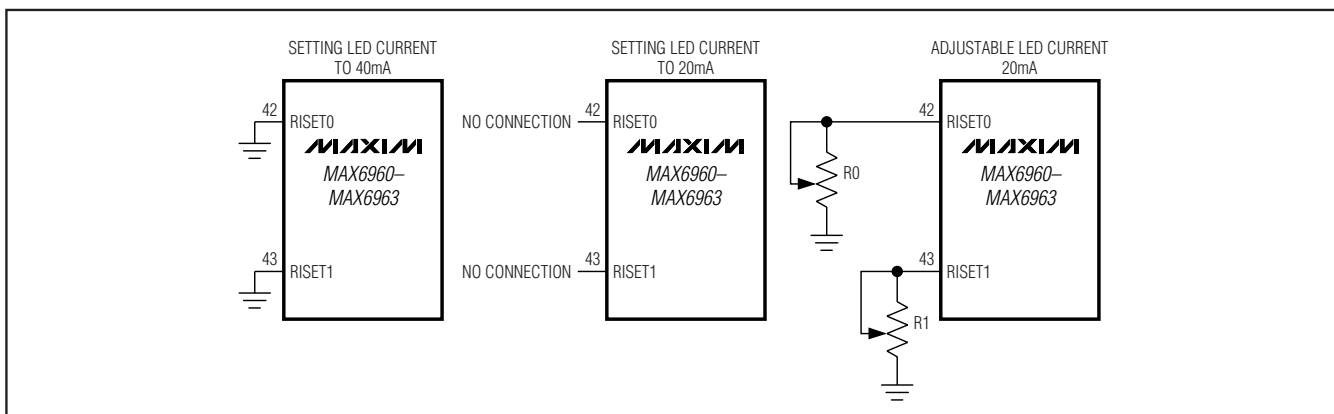 SETTING LED CURRENT
TO 40mA
42
RISET0
MAXIM
MAX6960–
MAX6963
43
RISET1
SETTING LED CURRENT
TO 20mA
NO CONNECTION
42
RISET0
MAXIM
MAX6960–
MAX6963
NO CONNECTION
43
RISET1
ADJUSTABLE LED CURRENT
20mA
42
RISET0
R0
MAXIM
MAX6960–
MAX6963
43
RISET1
R1